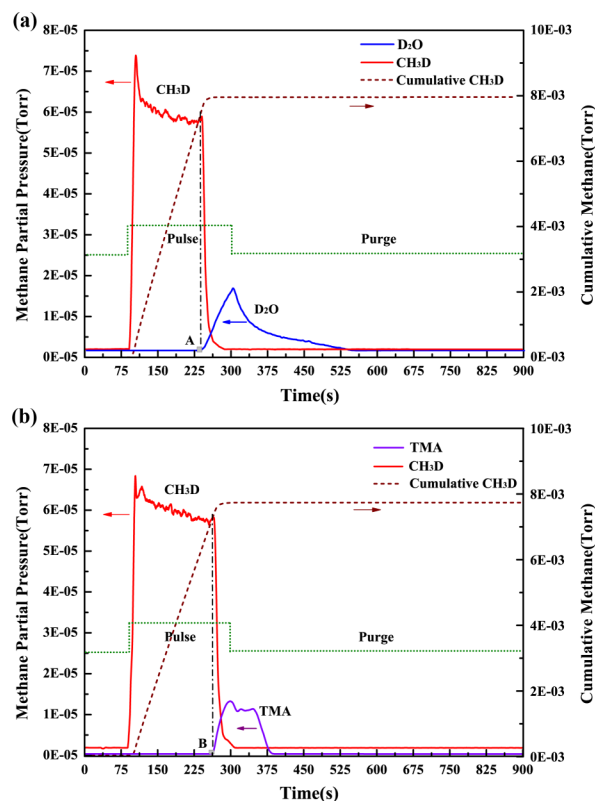 (a)
8E-05
7E-05
6E-05
5E-05
4E-05
3E-05
2E-05
1E-05
0E-05
Methane Partial Pressure(Torr)
10E-03
8E-03
6E-03
4E-03
2E-03
0E-03
Cumulative Methane(Torr)
D2O
CH3D
Cumulative CH3D
CH3D
Pulse
Purge
D2O
A
0 75 150 225 300 375 450 525 600 675 750 825 900
Time(s)
(b)
8E-05
7E-05
6E-05
5E-05
4E-05
3E-05
2E-05
1E-05
0E-05
Methane Partial Pressure(Torr)
10E-03
8E-03
6E-03
4E-03
2E-03
0E-03
Cumulative Methane(Torr)
TMA
CH3D
Cumulative CH3D
CH3D
Pulse
Purge
TMA
B
0 75 150 225 300 375 450 525 600 675 750 825 900
Time(s)